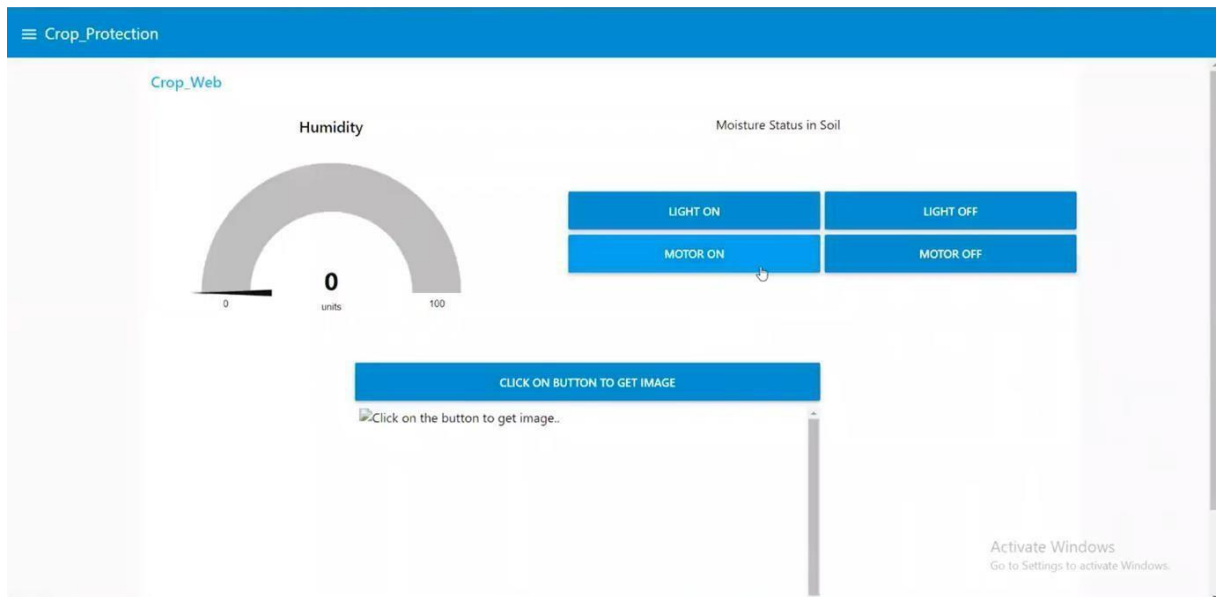 Crop_Protection
Crop_Web
Humidity
Moisture Status in Soil
LIGHT ON
LIGHT OFF
MOTOR ON
MOTOR OFF
0
units
0
100
CLICK ON BUTTON TO GET IMAGE
Click on the button to get image..
Activate Windows
Go to Settings to activate Windows.